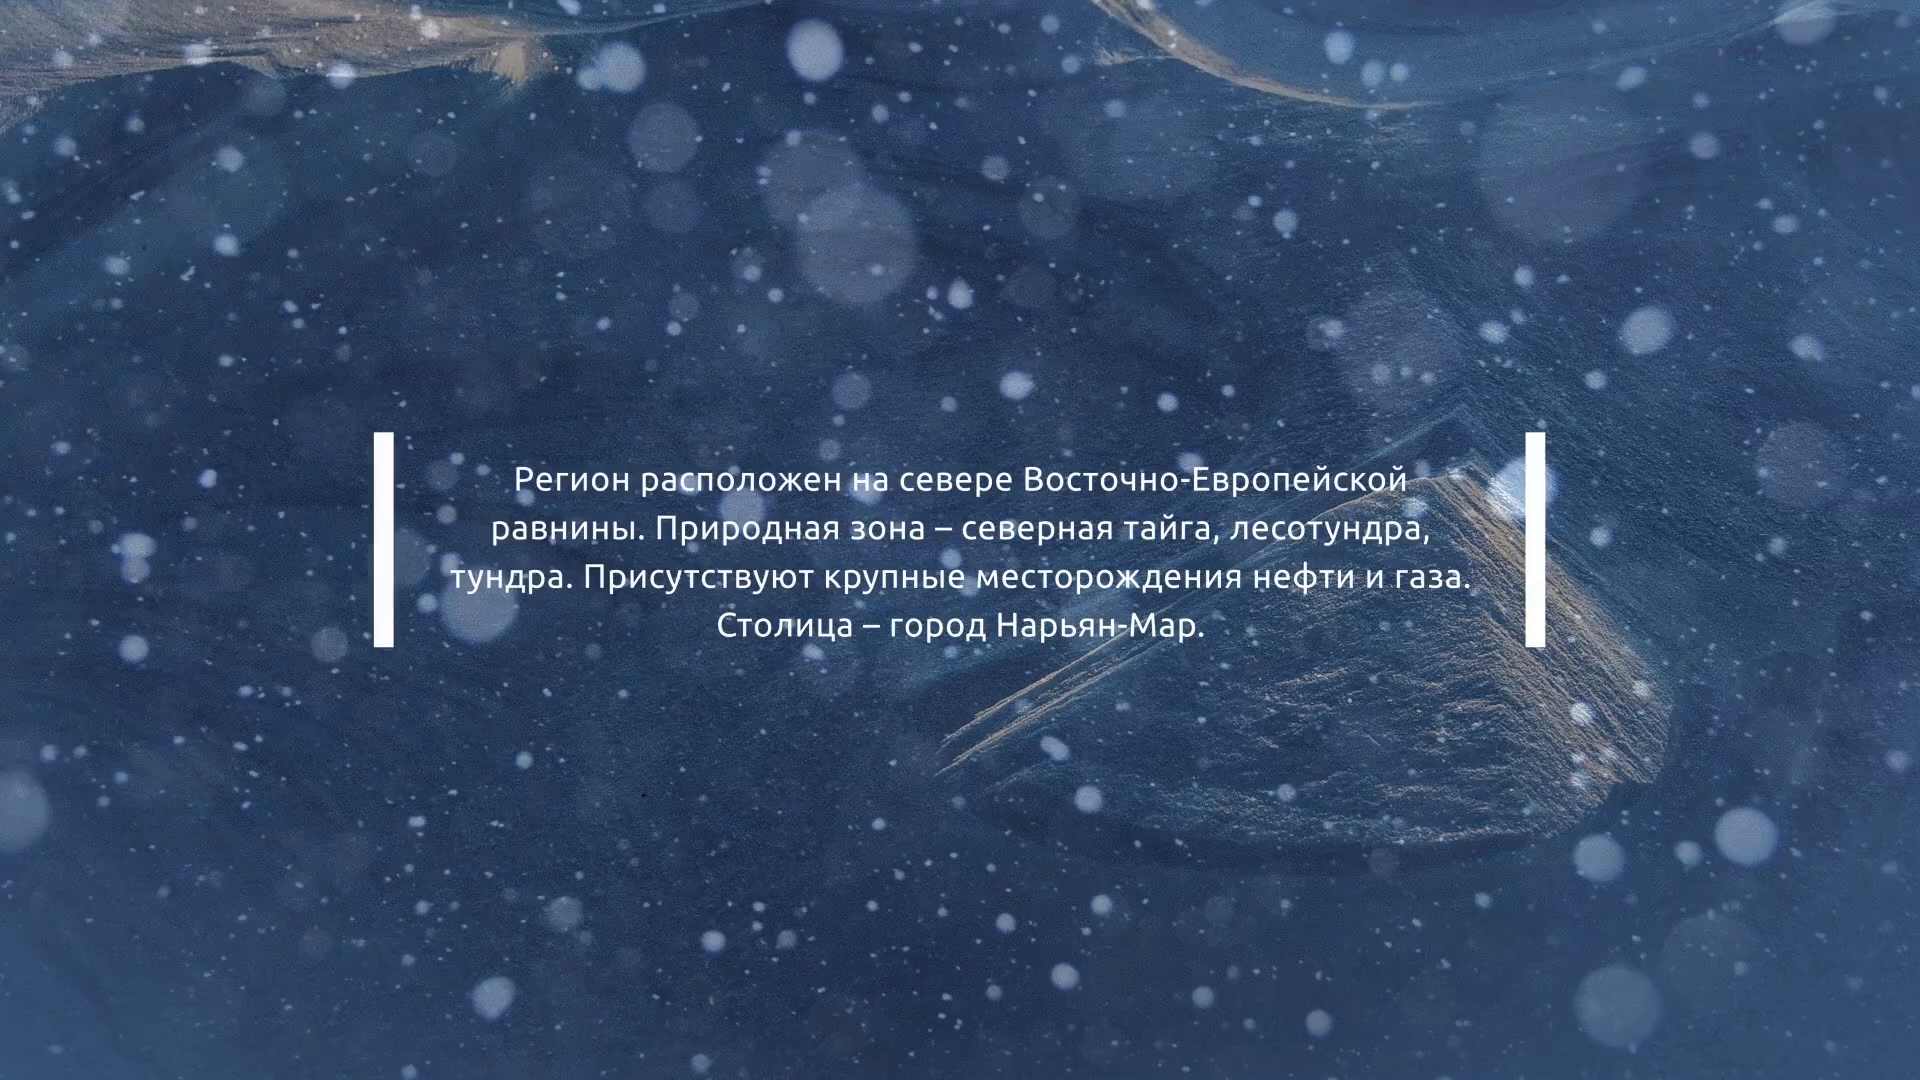 Регион расположен на севере Восточно-Европейской
равнины. Природная зона – северная тайга, лесотундра,
тундра. Присутствуют крупные месторождения нефти и газа.
Столица – город Нарьян-Мар.